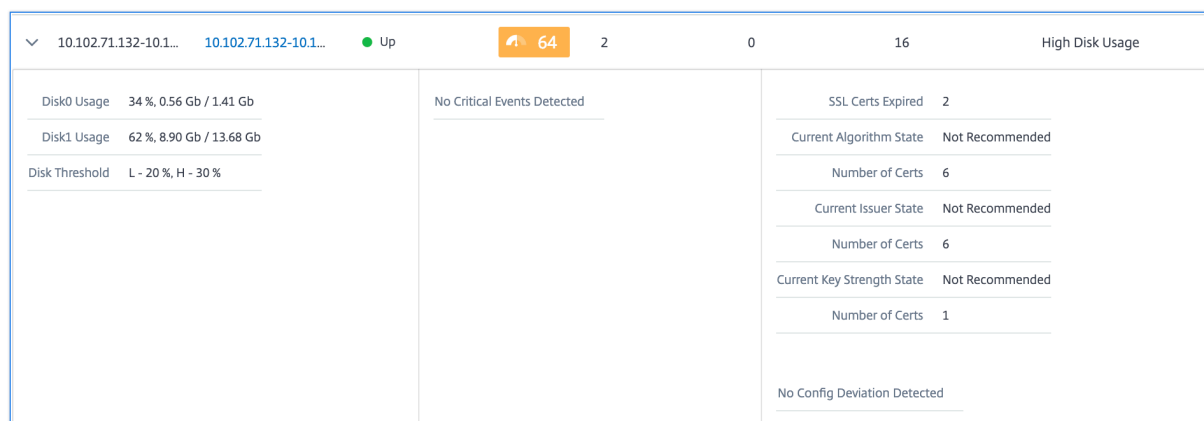 10.102.71.132-10.1... 10.102.71.132-10.1... Up 64 2 0 16 High Disk Usage
Disk0 Usage 34 %, 0.56 Gb / 1.41 Gb
Disk1 Usage 62 %, 8.90 Gb / 13.68 Gb
Disk Threshold L - 20 %, H - 30 %
No Critical Events Detected
SSL Certs Expired 2
Current Algorithm State Not Recommended
Number of Certs 6
Current Issuer State Not Recommended
Number of Certs 6
Current Key Strength State Not Recommended
Number of Certs 1
No Config Deviation Detected